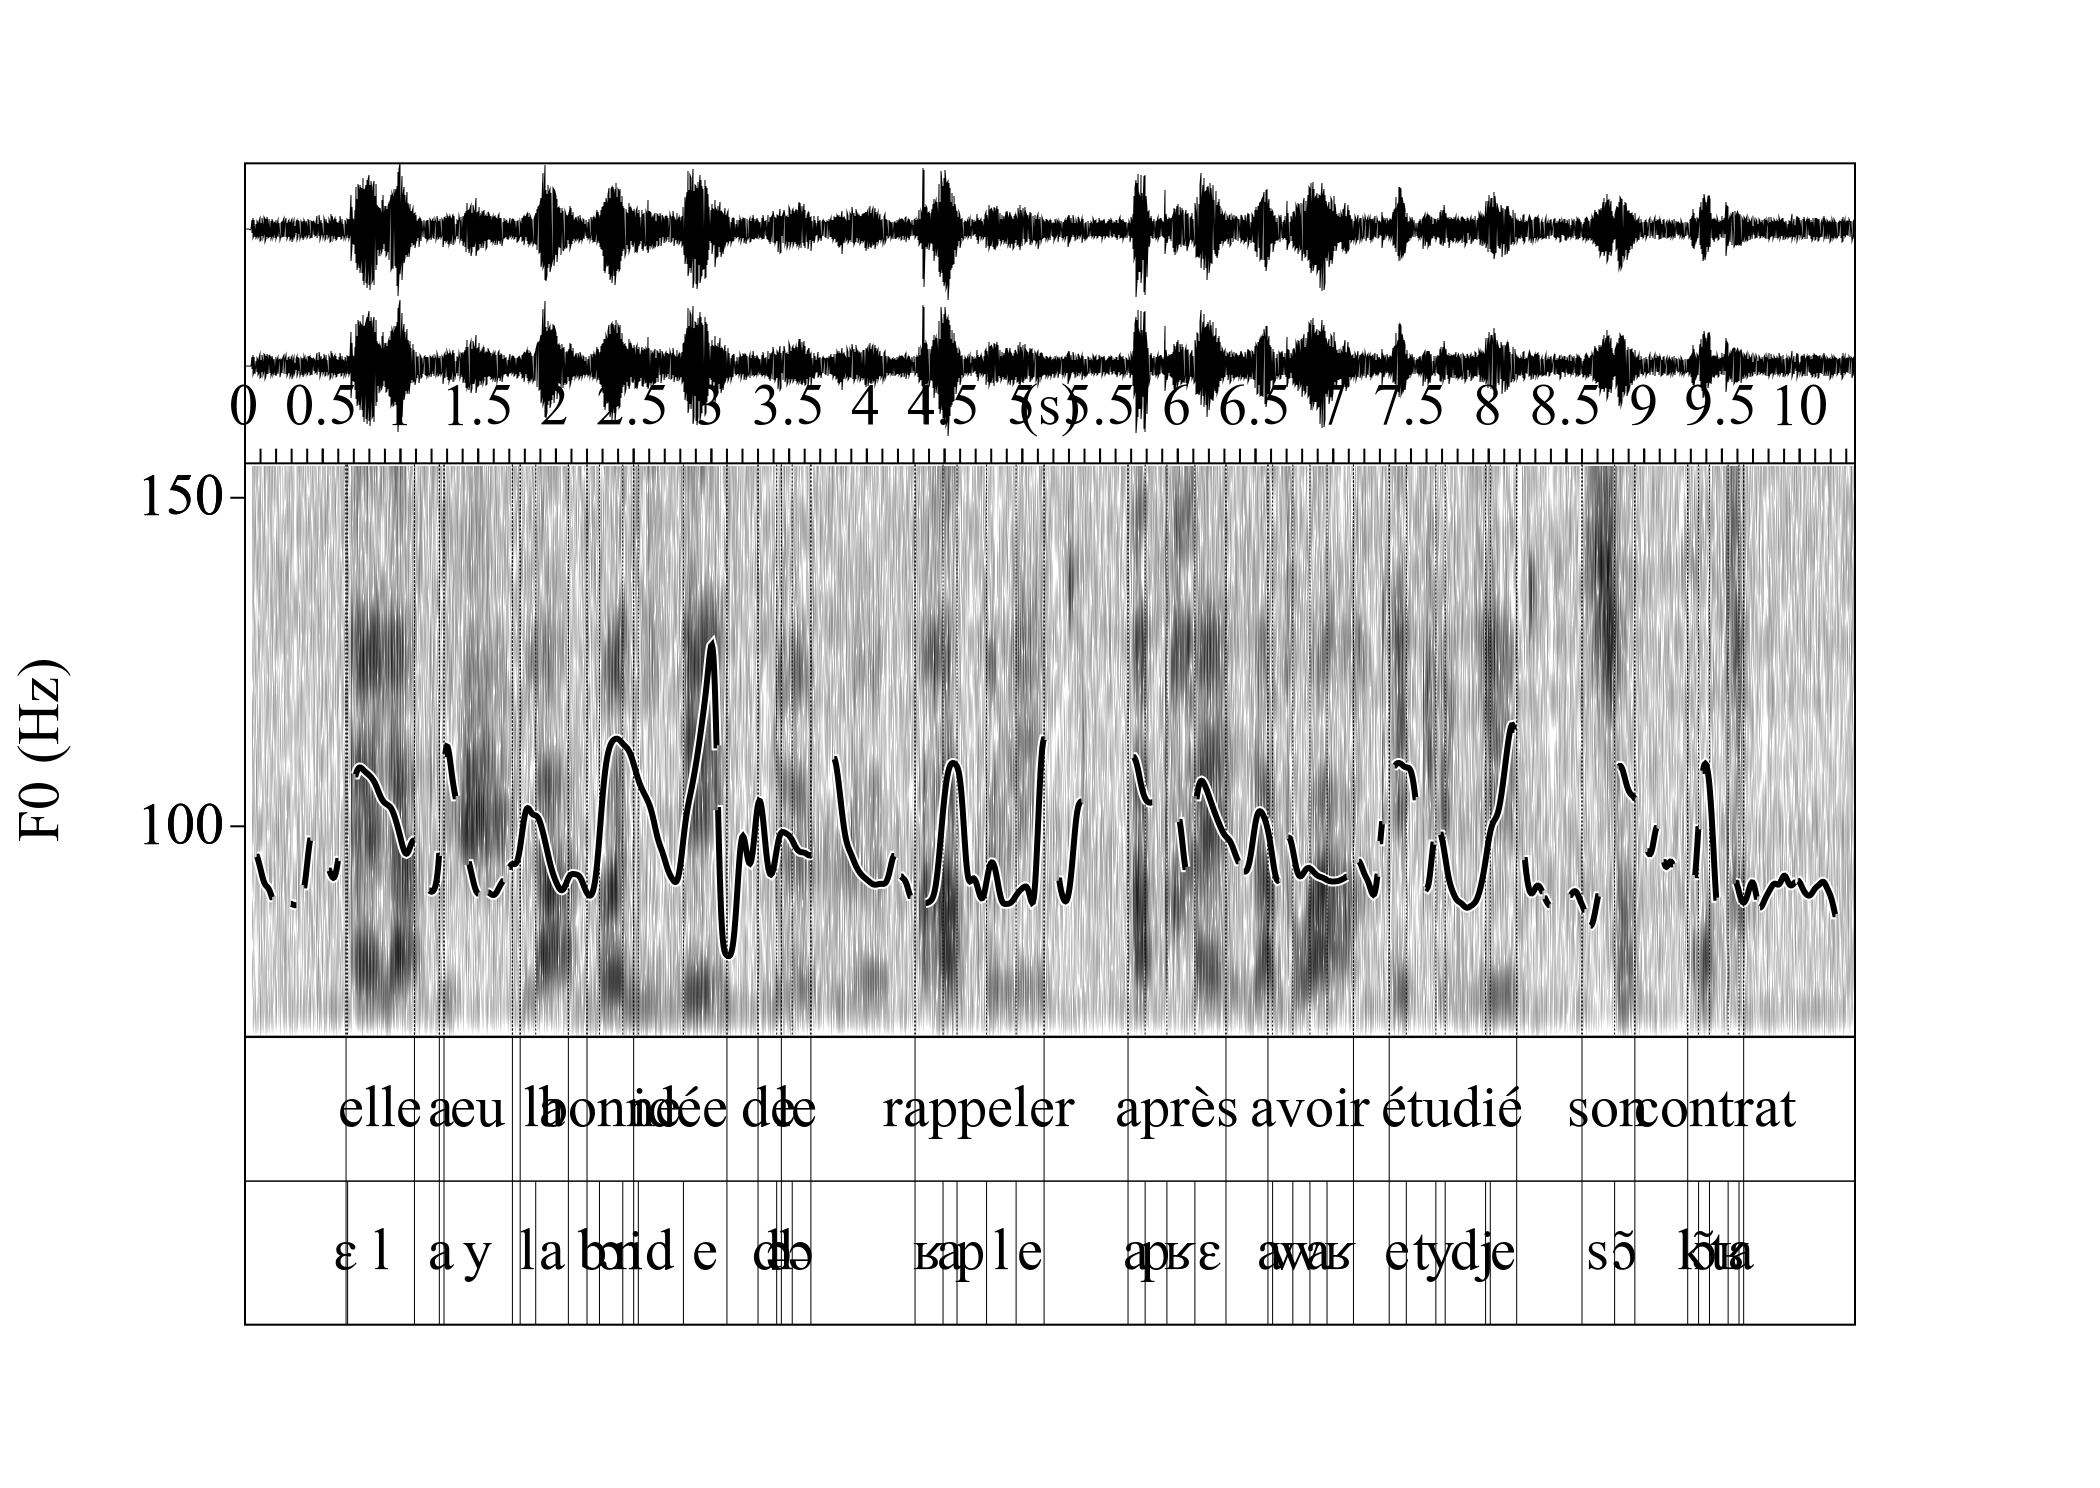 0 0.5 1 1.5 2 2.5 3 3.5 4 4.5 5 (s) 5.5 6 6.5 7 7.5 8 8.5 9 9.5 10
150
100
F0 (Hz)
elle a eu la bonne idée de le rappeler après avoir étudié son contrat
ɛ l a y l a b ɔ n i d e d ə l ə ʁ a p l e a p ʁ ɛ a v w a ʁ e t y d j e s ɔ̃ k ɔ̃ t ʁ a